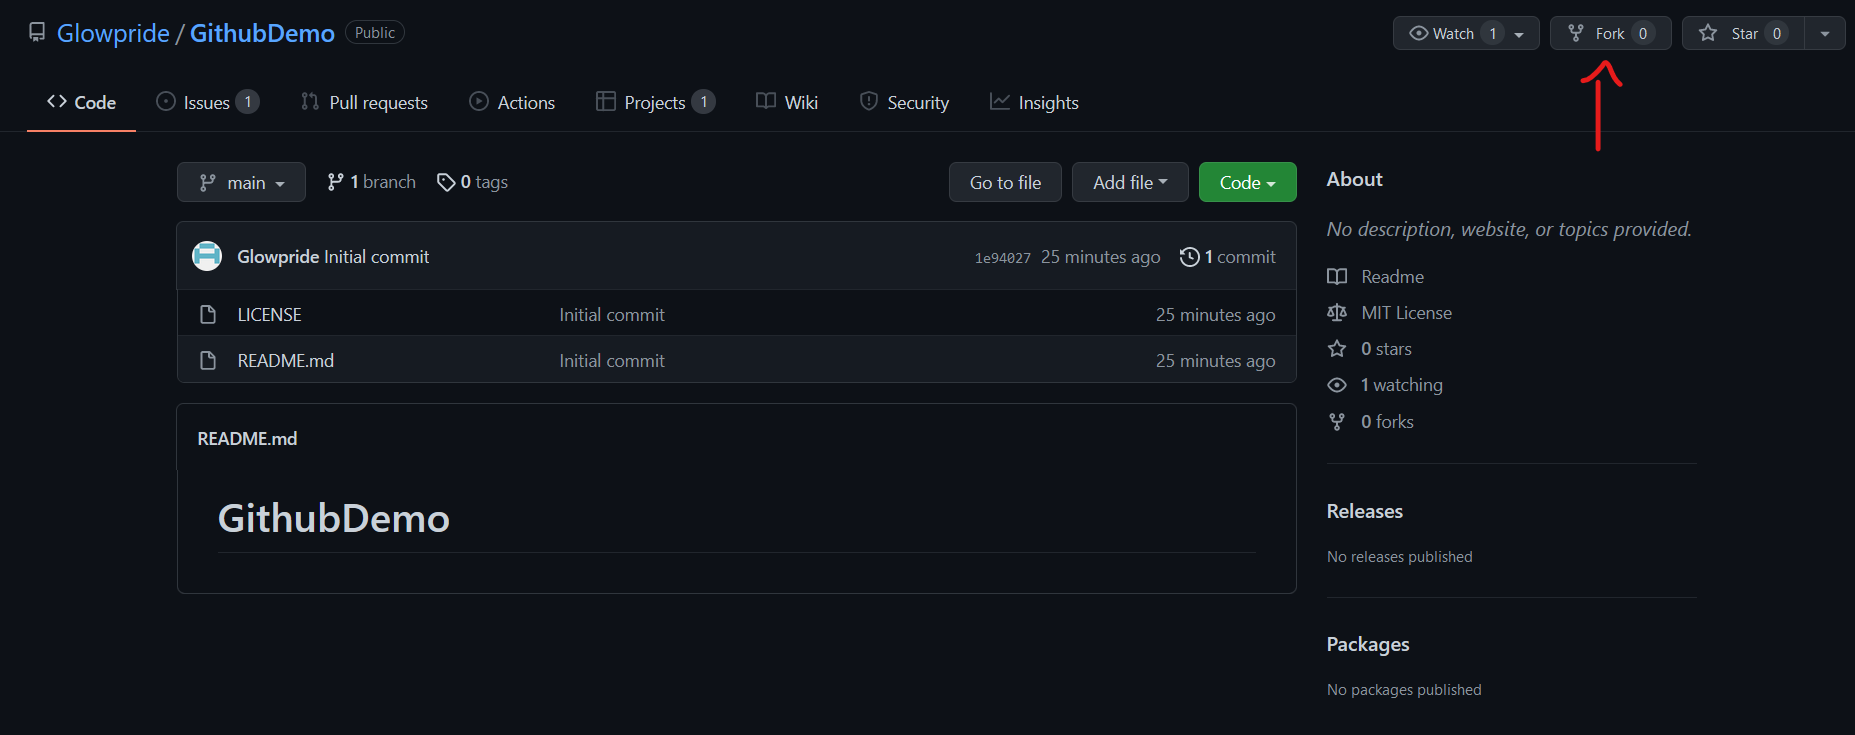 Glowpride / GithubDemo Public Watch 1 Fork 0 Star 0
Code Issues 1 Pull requests Actions Projects 1 Wiki Security Insights
main 1 branch 0 tags Go to file Add file Code
Glowpride Initial commit 1e94027 25 minutes ago 1 commit
LICENSE Initial commit 25 minutes ago
README.md Initial commit 25 minutes ago
README.md
GithubDemo
About
No description, website, or topics provided.
Readme
MIT License
0 stars
1 watching
0 forks
Releases
No releases published
Packages
No packages published